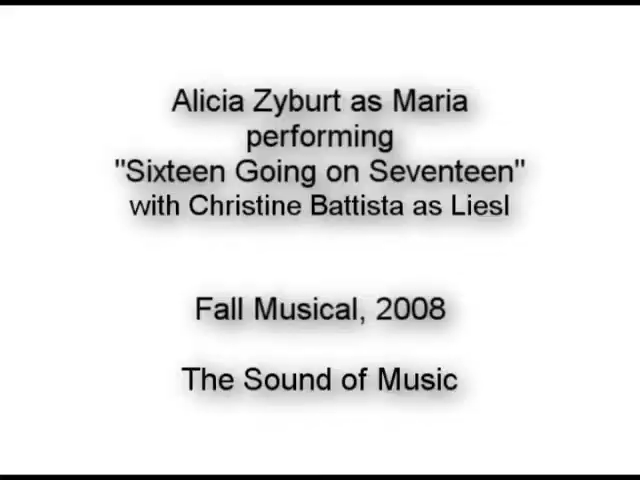 Alicia Zyburt as Maria
performing
"Sixteen Going on Seventeen"
with Christine Battista as Liesl
Fall Musical, 2008
The Sound of Music